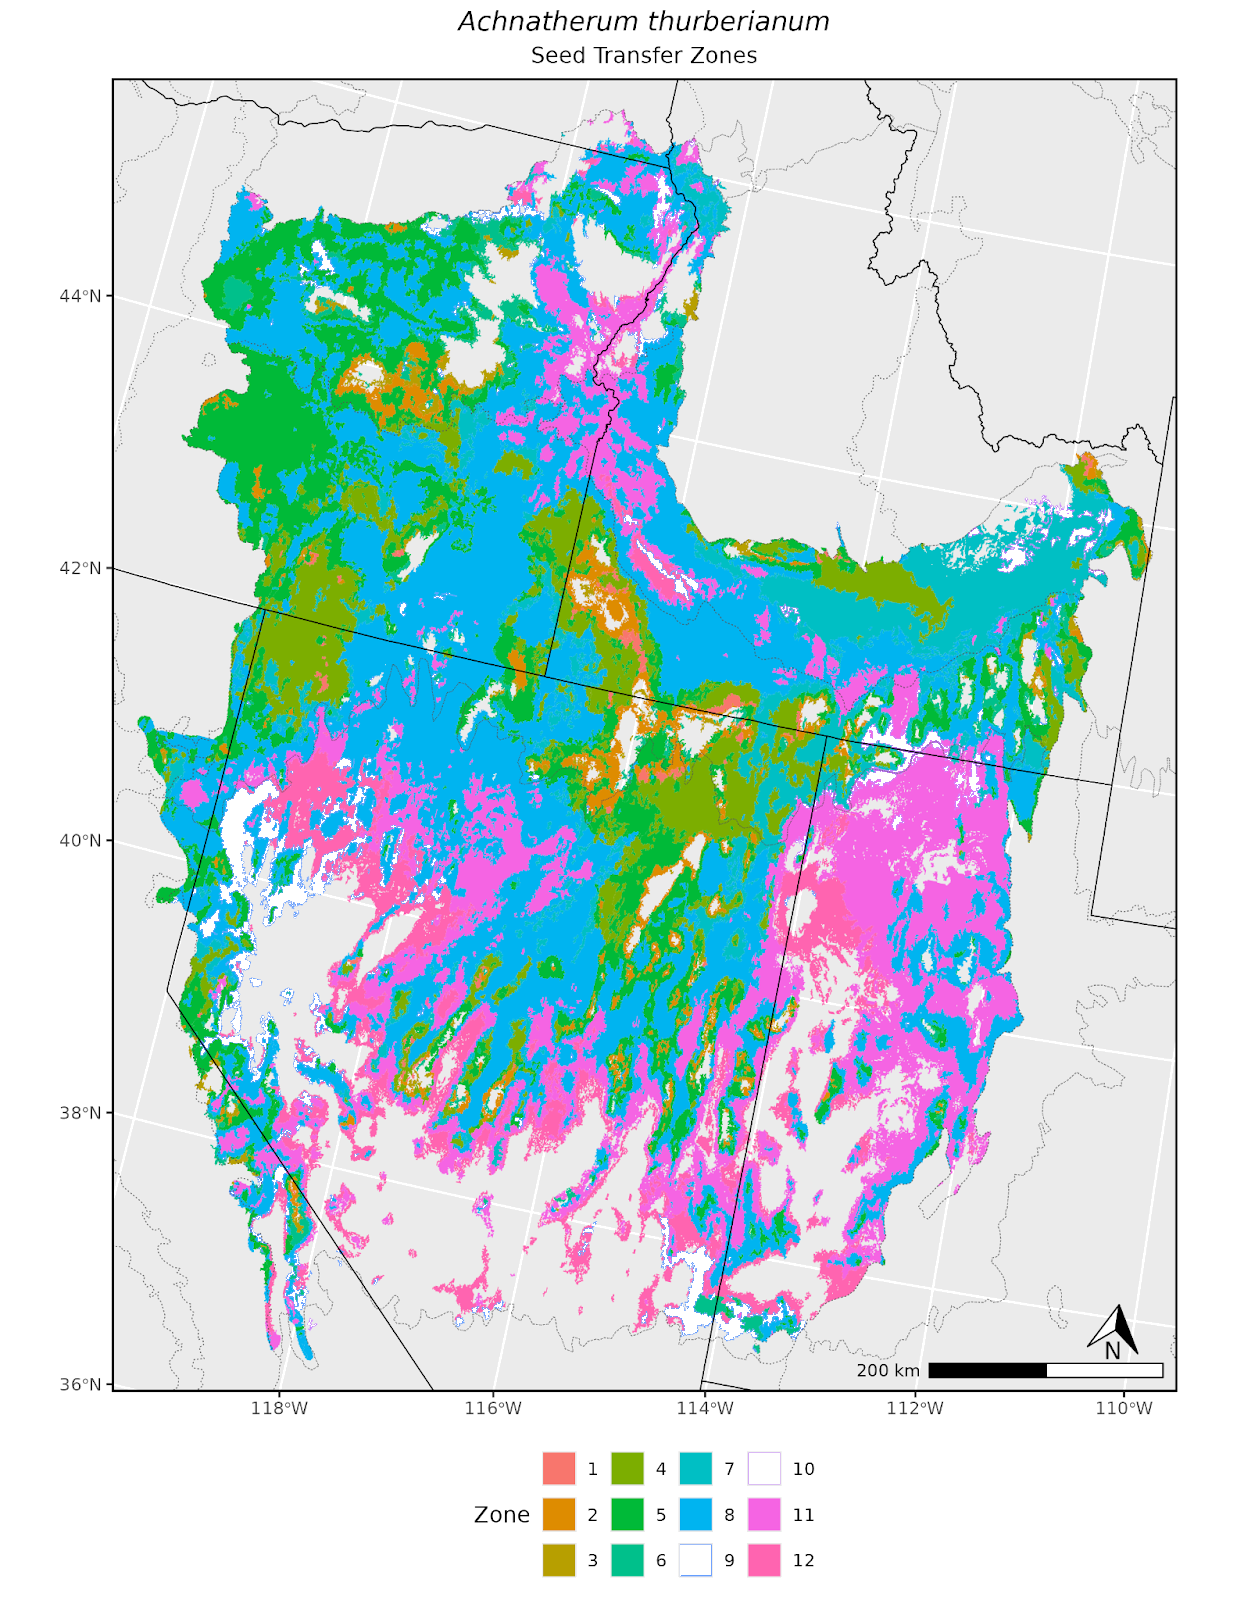 Achnatherum thurberianum
Seed Transfer Zones
44°N
42°N
40°N
38°N
36°N
200 km
N
118°W 116°W 114°W 112°W 110°W
Zone
1 4 7 10
2 5 8 11
3 6 9 12